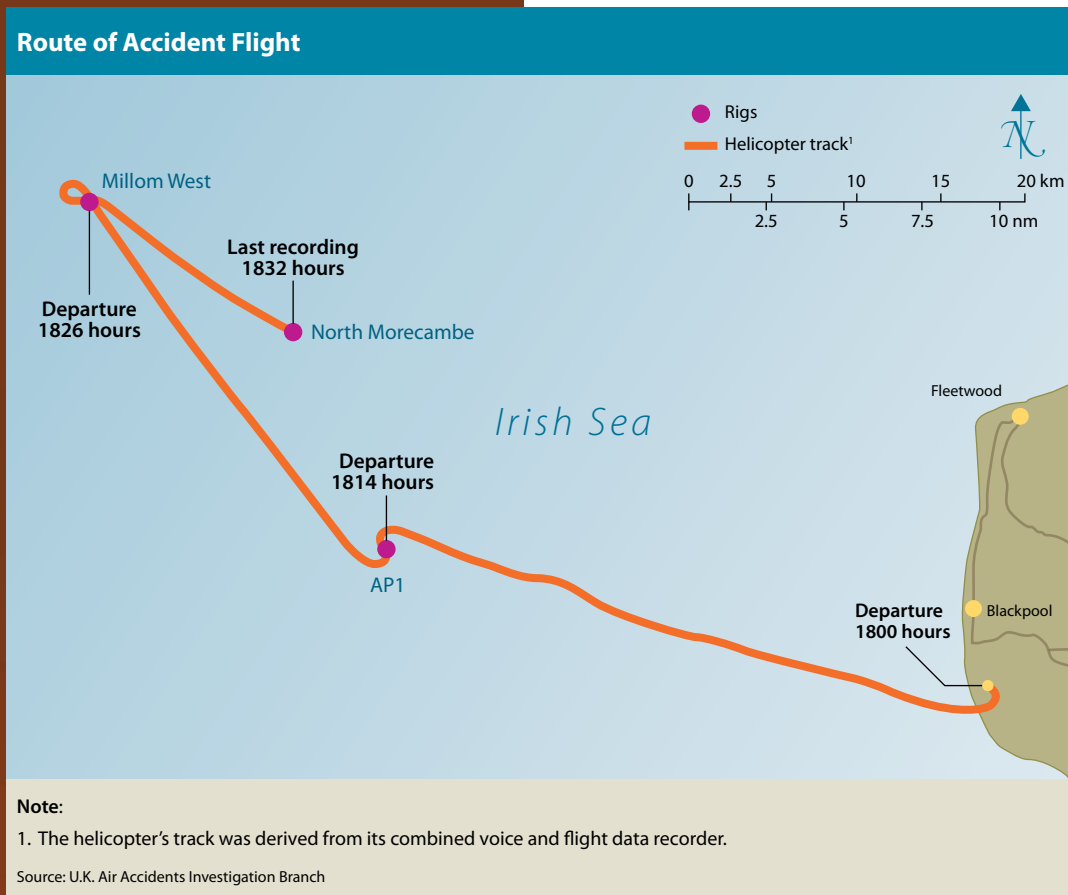 Route of Accident Flight
Rigs
Helicopter track¹
N
0 2.5 5 10 15 20 km
2.5 5 7.5 10 nm
Millom West
Last recording
1832 hours
Departure
1826 hours
North Morecambe
Fleetwood
Irish Sea
Departure
1814 hours
AP1
Departure
1800 hours
Blackpool
Note:
1. The helicopter’s track was derived from its combined voice and flight data recorder.
Source: U.K. Air Accidents Investigation Branch